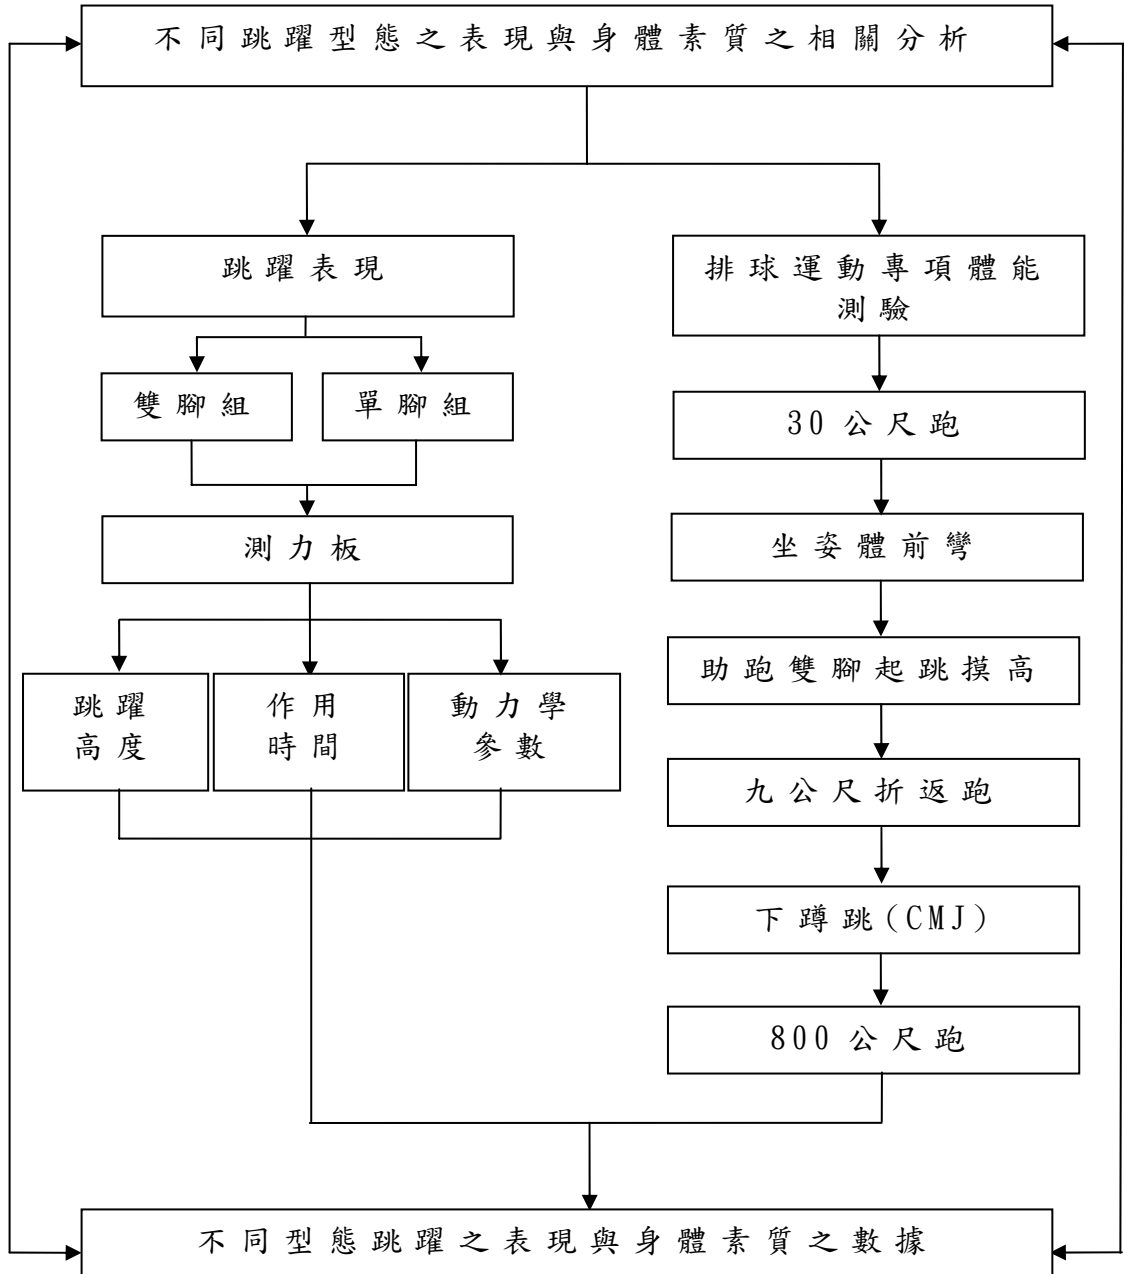 不同跳躍型態之表現與身體素質之相關分析
跳躍表現
雙腳組
單腳組
測力板
跳躍
高度
作用
時間
動力學
參數
排球運動專項體能
測驗
30公尺跑
坐姿體前彎
助跑雙腳起跳摸高
九公尺折返跑
下蹲跳(CMJ)
800公尺跑
不同型態跳躍之表現與身體素質之數據